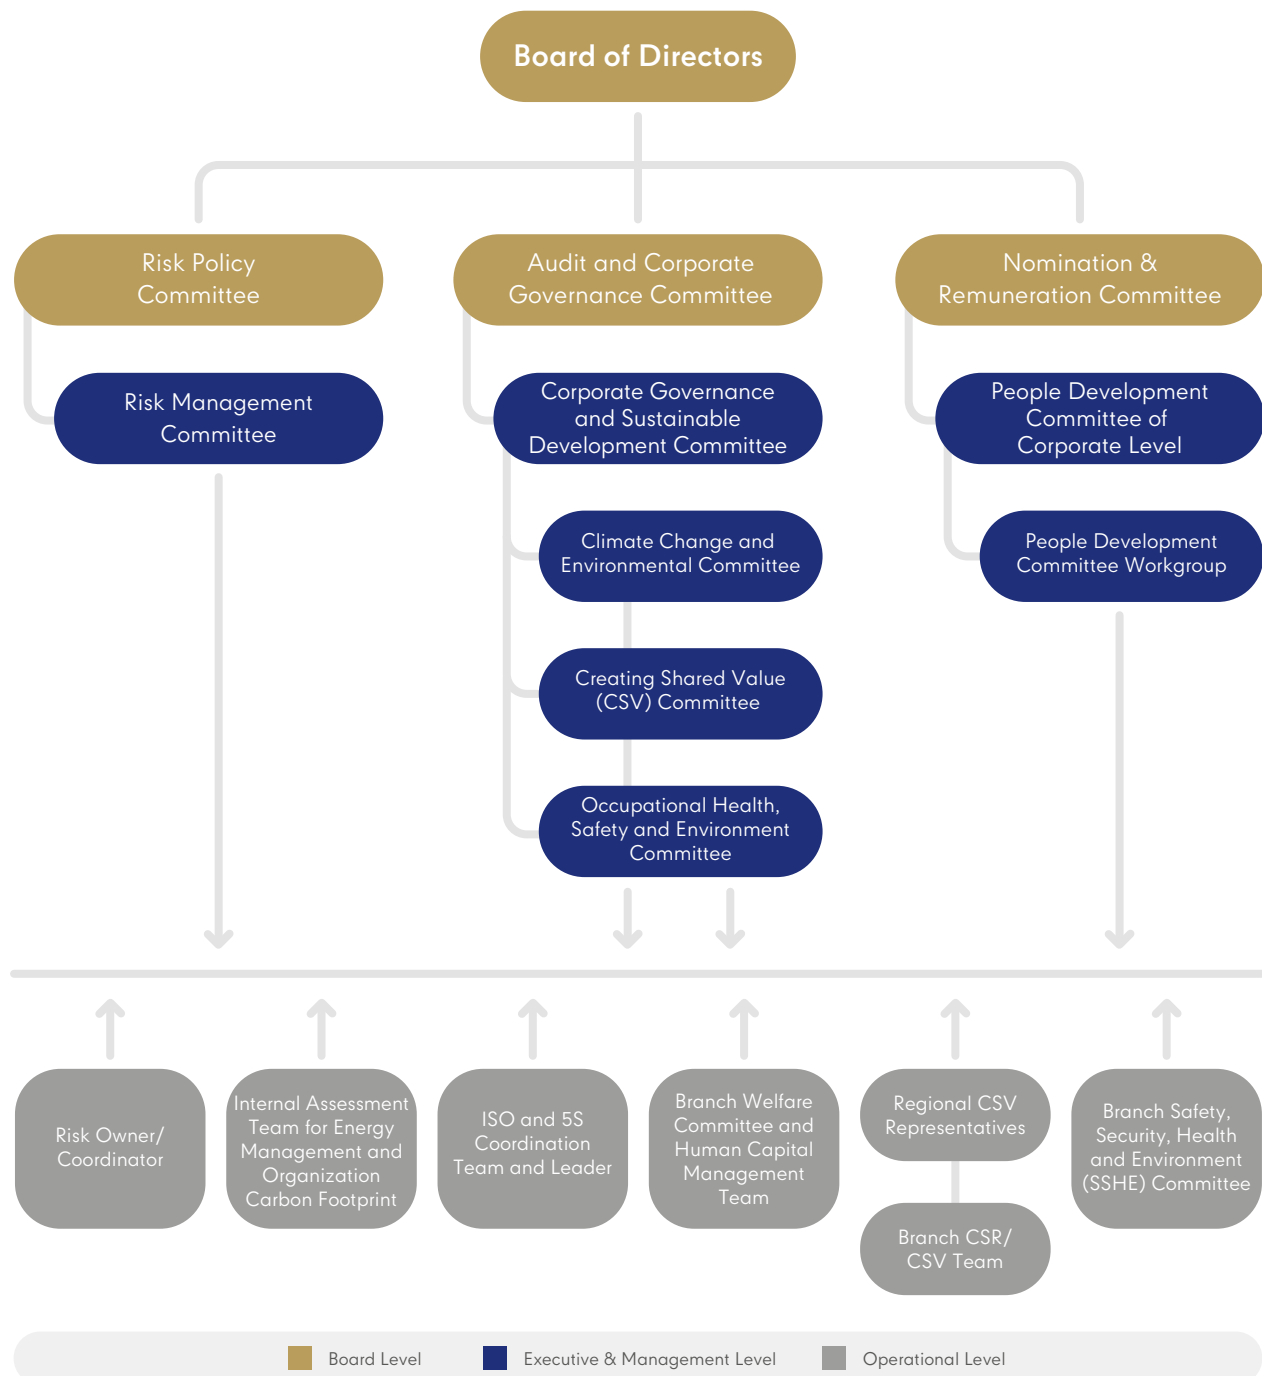 Board of Directors
Risk Policy
Committee
Audit and Corporate
Governance Committee
Nomination &
Remuneration Committee
Risk Management
Committee
Corporate Governance
and Sustainable
Development Committee
People Development
Committee of
Corporate Level
Climate Change and
Environmental Committee
People Development
Committee Workgroup
Creating Shared Value
(CSV) Committee
Occupational Health,
Safety and Environment
Committee
Risk Owner/
Coordinator
Internal Assessment
Team for Energy
Management and
Organization
Carbon Footprint
ISO and 5S
Coordination
Team and Leader
Branch Welfare
Committee and
Human Capital
Management
Team
Regional CSV
Representatives
Branch CSR/
CSV Team
Branch Safety,
Security, Health
and Environment
(SSHE) Committee
Board Level
Executive & Management Level
Operational Level